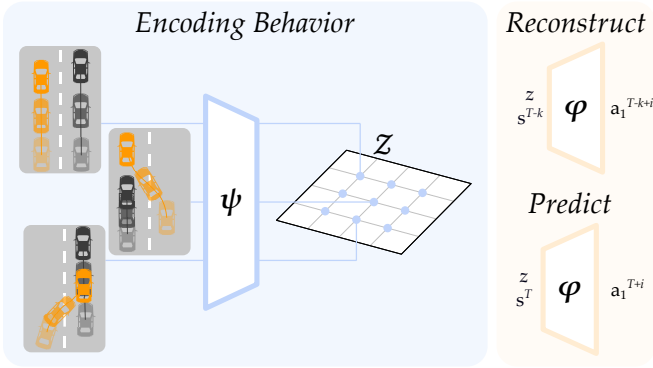 Encoding Behavior
ψ
Z
Reconstruct
z
s^{T-k}
φ
a_1^{T-k+i}
Predict
z
s^T
φ
a_1^{T+i}